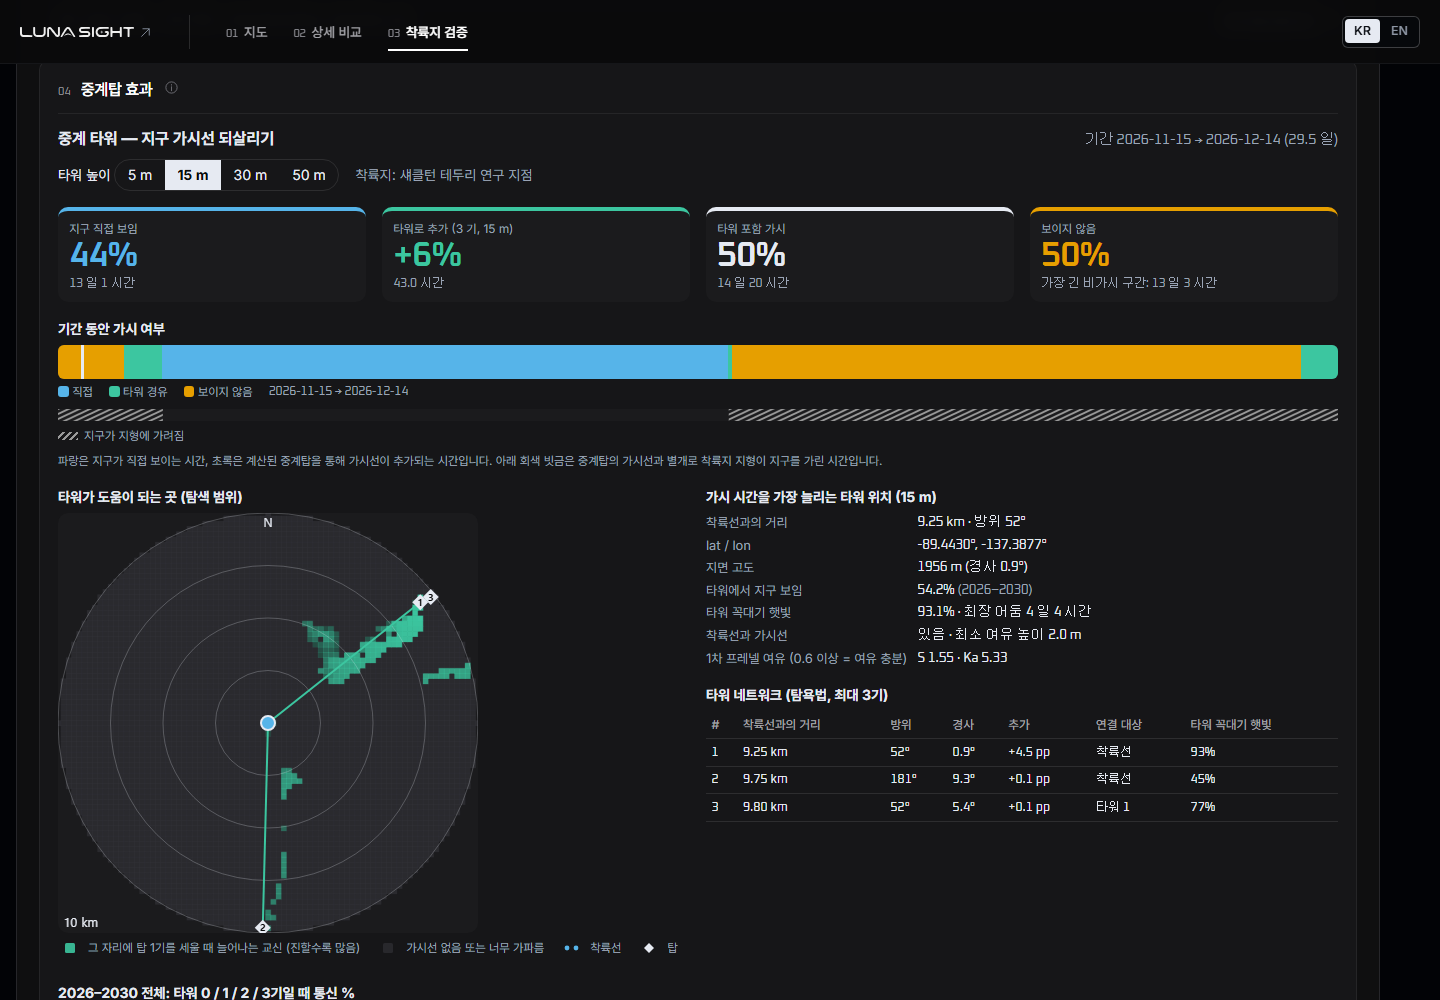 LUNA SIGHT ↗ 01 지도 02 상세 비교 03 착륙지 검증 KR EN
04 중계탑 효과 ⓘ
중계 타워 — 지구 가시선 되살리기 기간 2026-11-15 → 2026-12-14 (29.5 일)
타워 높이 5 m 15 m 30 m 50 m 착륙지: 섀클턴 테두리 연구 지점
지구 직접 보임 타워로 추가 (3 기, 15 m) 타워 포함 가시 보이지 않음
44% +6% 50% 50%
13 일 1 시간 43.0 시간 14 일 20 시간 가장 긴 비가시 구간: 13 일 3 시간
기간 동안 가시 여부
직접 타워 경유 보이지 않음 2026-11-15 → 2026-12-14
지구가 지형에 가려짐
파랑은 지구가 직접 보이는 시간, 초록은 계산된 중계탑을 통해 가시선이 추가되는 시간입니다. 아래 회색 빗금은 중계탑의 가시선과 별개로 착륙지 지형이 지구를 가린 시간입니다.
타워가 도움이 되는 곳 (탐색 범위)
N
1 3
2
10 km
그 자리에 탑 1기를 세울 때 늘어나는 교신 (진할수록 많음) 가시선 없음 또는 너무 가파름 착륙선 탑
가시 시간을 가장 늘리는 타워 위치 (15 m)
착륙선과의 거리 9.25 km · 방위 52°
lat / lon -89.4430°, -137.3877°
지면 고도 1956 m (경사 0.9°)
타워에서 지구 보임 54.2% (2026–2030)
타워 꼭대기 햇빛 93.1% · 최장 어둠 4 일 4 시간
착륙선과 가시선 있음 · 최소 여유 높이 2.0 m
1차 프레넬 여유 (0.6 이상 = 여유 충분) S 1.55 · Ka 5.33
타워 네트워크 (탐욕법, 최대 3기)
# 착륙선과의 거리 방위 경사 추가 연결 대상 타워 꼭대기 햇빛
1 9.25 km 52° 0.9° +4.5 pp 착륙선 93%
2 9.75 km 181° 9.3° +0.1 pp 착륙선 45%
3 9.80 km 52° 5.4° +0.1 pp 타워 1 77%
2026–2030 전체: 타워 0 / 1 / 2 / 3기일 때 통신 %